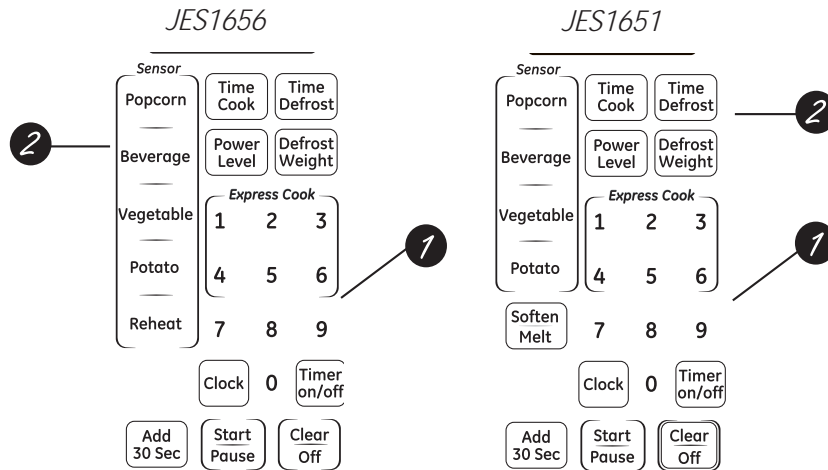 JES1656
Sensor
Popcorn
Beverage
Vegetable
Potato
Reheat
Time
Cook
Time
Defrost
Power
Level
Defrost
Weight
Express Cook
1 2 3
4 5 6
7 8 9
Clock
0
Timer
on/off
Add
30 Sec
Start
Pause
Clear
Off
2
1
JES1651
Sensor
Popcorn
Beverage
Vegetable
Potato
Soften
Melt
Time
Cook
Time
Defrost
Power
Level
Defrost
Weight
Express Cook
1 2 3
4 5 6
7 8 9
Clock
0
Timer
on/off
Add
30 Sec
Start
Pause
Clear
Off
2
1